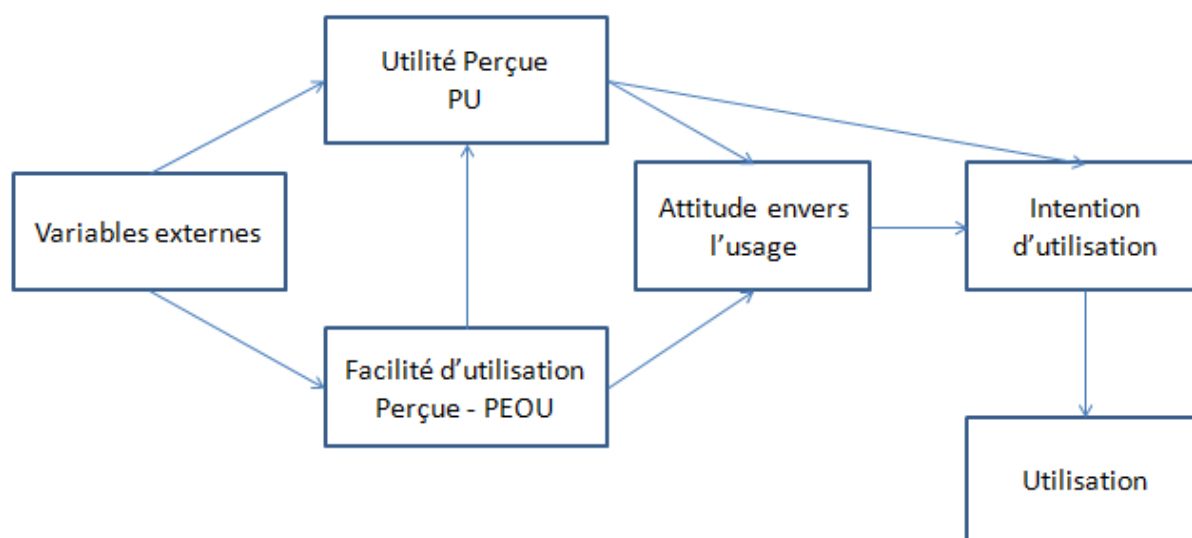 Utilité Perçue
PU
Variables externes
Attitude envers
l’usage
Intention
d’utilisation
Facilité d’utilisation
Perçue - PEOU
Utilisation